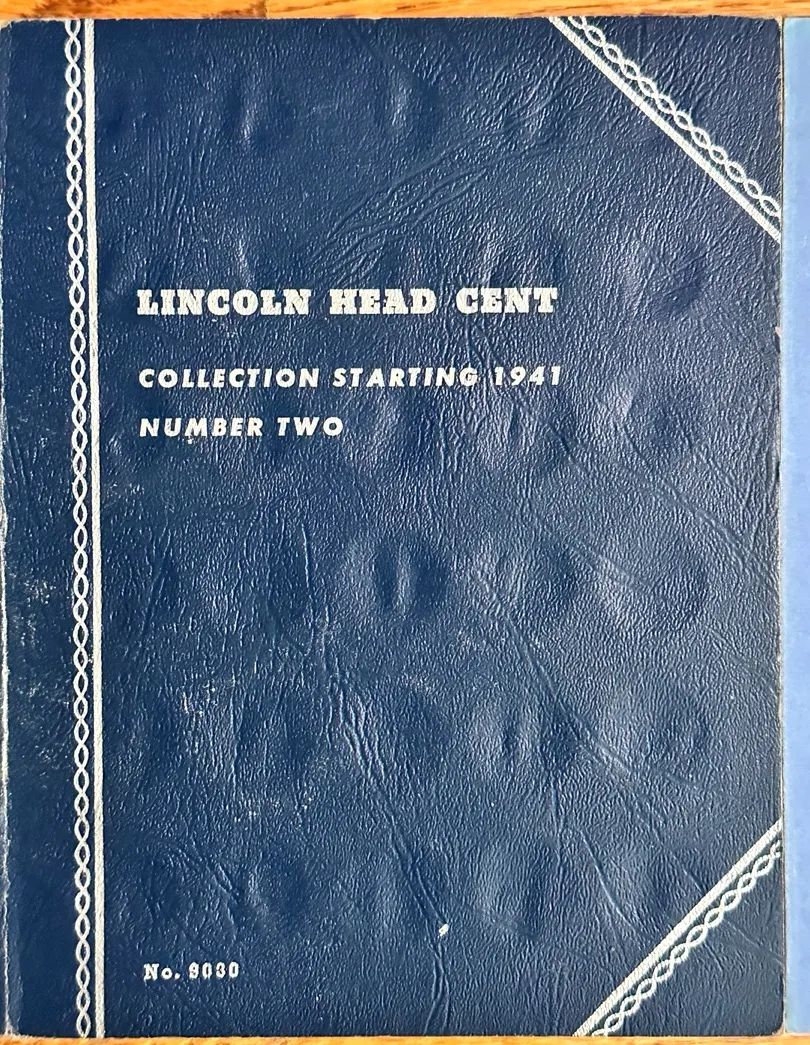 LINCOLN HEAD CENT
COLLECTION STARTING 1941
NUMBER TWO
No. 9030